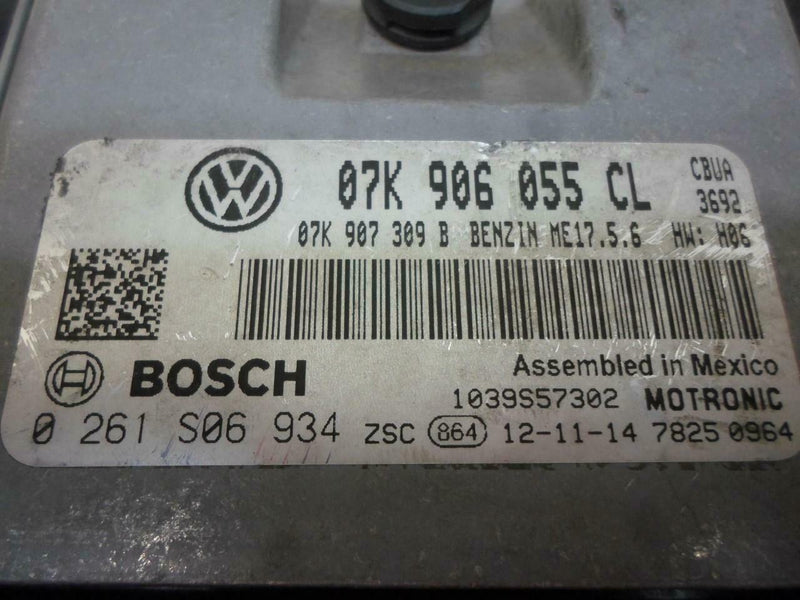 07K 906 055 CL CBUA
3692
07K 907 309 B BENZIN ME17.5.6 HW: H06
BOSCH Assembled in Mexico
1039S57302 MOTRONIC
0 261 S06 934 ZSC 864 12-11-14 7825 0964